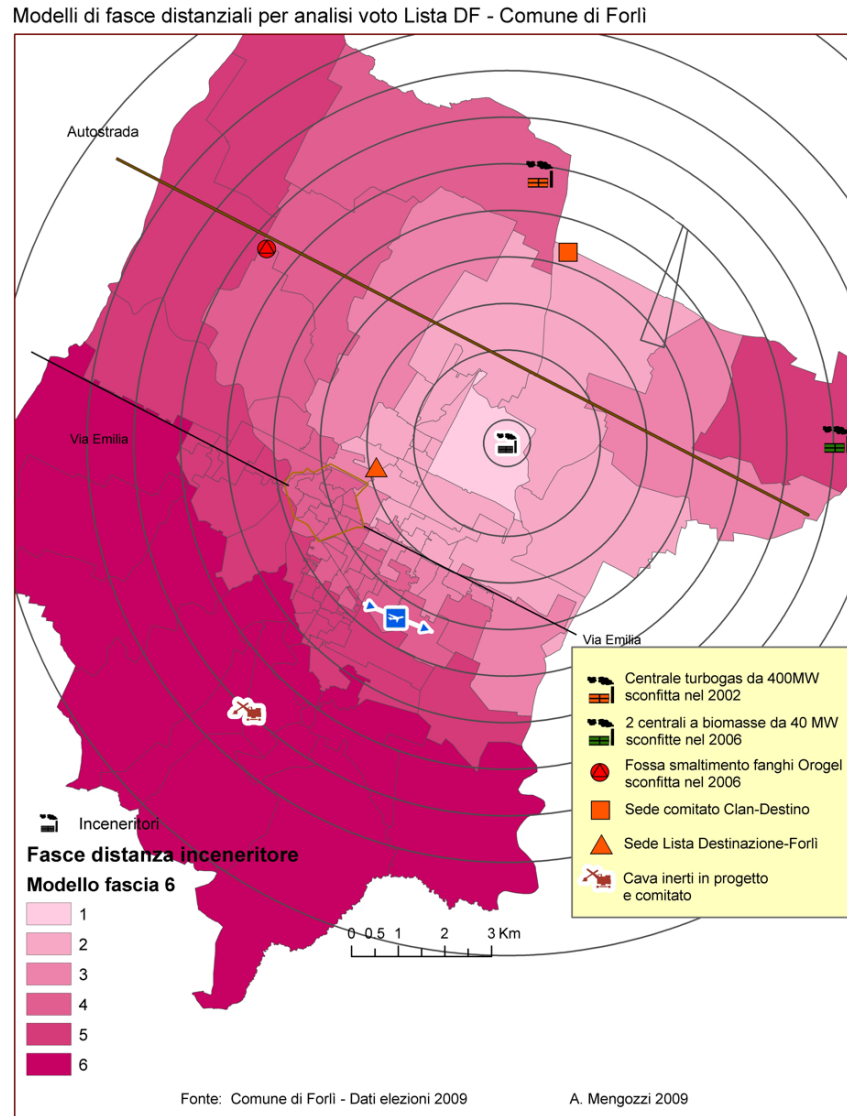 Modelli di fasce distanziali per analisi voto Lista DF - Comune di Forlì
Autostrada
Via Emilia
Via Emilia
Centrale turbogas da 400MW
sconfitta nel 2002
2 centrali a biomasse da 40 MW
sconfitte nel 2006
Fossa smaltimento fanghi Orogel
sconfitta nel 2006
Sede comitato Clan-Destino
Sede Lista Destinazione-Forlì
Cava inerti in progetto
e comitato
Inceneritori
Fasce distanza inceneritore
Modello fascia 6
1
2
3
4
5
6
0 0.5 1 2 3 Km
Fonte: Comune di Forlì - Dati elezioni 2009 A. Mengozzi 2009